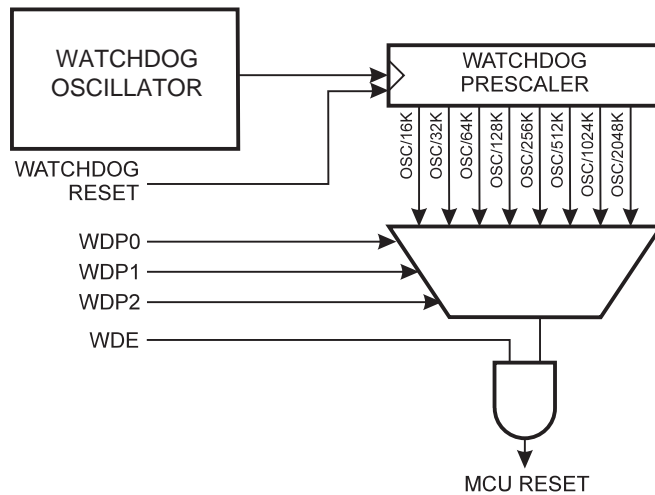 WATCHDOG
OSCILLATOR
WATCHDOG
PRESCALER
OSC/16K
OSC/32K
OSC/64K
OSC/128K
OSC/256K
OSC/512K
OSC/1024K
OSC/2048K
WATCHDOG
RESET
WDP0
WDP1
WDP2
WDE
MCU RESET